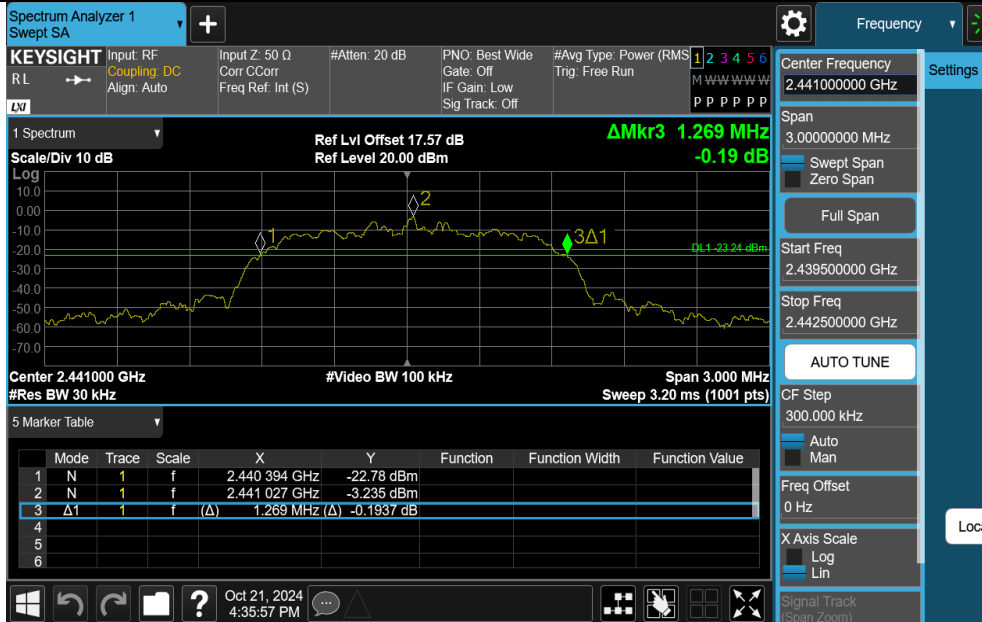 Spectrum Analyzer 1
Swept SA
+
Frequency
KEYSIGHT
RL
LXI
Input: RF
Coupling: DC
Align: Auto
Input Z: 50 Ω
Corr CCorr
Freq Ref: Int (S)
#Atten: 20 dB
PNO: Best Wide
Gate: Off
IF Gain: Low
Sig Track: Off
#Avg Type: Power (RMS
Trig: Free Run
1 2 3 4 5 6
M W W W W W
P P P P P P
1 Spectrum
Scale/Div 10 dB
Ref Lvl Offset 17.57 dB
Ref Level 20.00 dBm
ΔMkr3 1.269 MHz
-0.19 dB
Log
10.0
0.00
-10.0
-20.0
-30.0
-40.0
-50.0
-60.0
-70.0
1
2
3Δ1
DL1 -23.24 dBm
Center 2.441000 GHz
#Res BW 30 kHz
#Video BW 100 kHz
Span 3.000 MHz
Sweep 3.20 ms (1001 pts)
5 Marker Table
Mode Trace Scale X Y Function Function Width Function Value
1 N 1 f 2.440 394 GHz -22.78 dBm
2 N 1 f 2.441 027 GHz -3.235 dBm
3 Δ1 1 f (Δ) 1.269 MHz (Δ) -0.1937 dB
4
5
6
?
Oct 21, 2024
4:35:57 PM
Center Frequency
2.441000000 GHz
Span
3.00000000 MHz
Swept Span
Zero Span
Full Span
Start Freq
2.439500000 GHz
Stop Freq
2.442500000 GHz
AUTO TUNE
CF Step
300.000 kHz
Auto
Man
Freq Offset
0 Hz
X Axis Scale
Log
Lin
Signal Track
(Span Zoom)
Settings
Loca